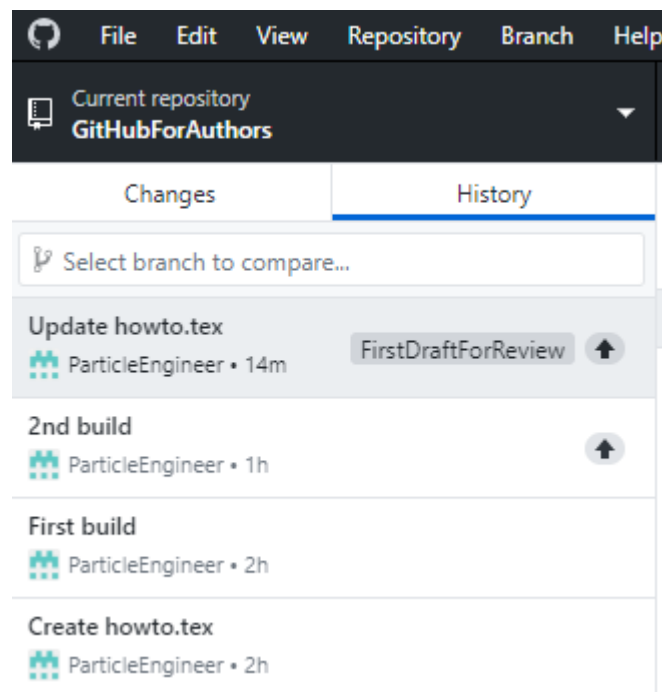 File Edit View Repository Branch Help
Current repository
GitHubForAuthors
Changes History
Select branch to compare...
Update howto.tex
FirstDraftForReview
ParticleEngineer • 14m
2nd build
ParticleEngineer • 1h
First build
ParticleEngineer • 2h
Create howto.tex
ParticleEngineer • 2h